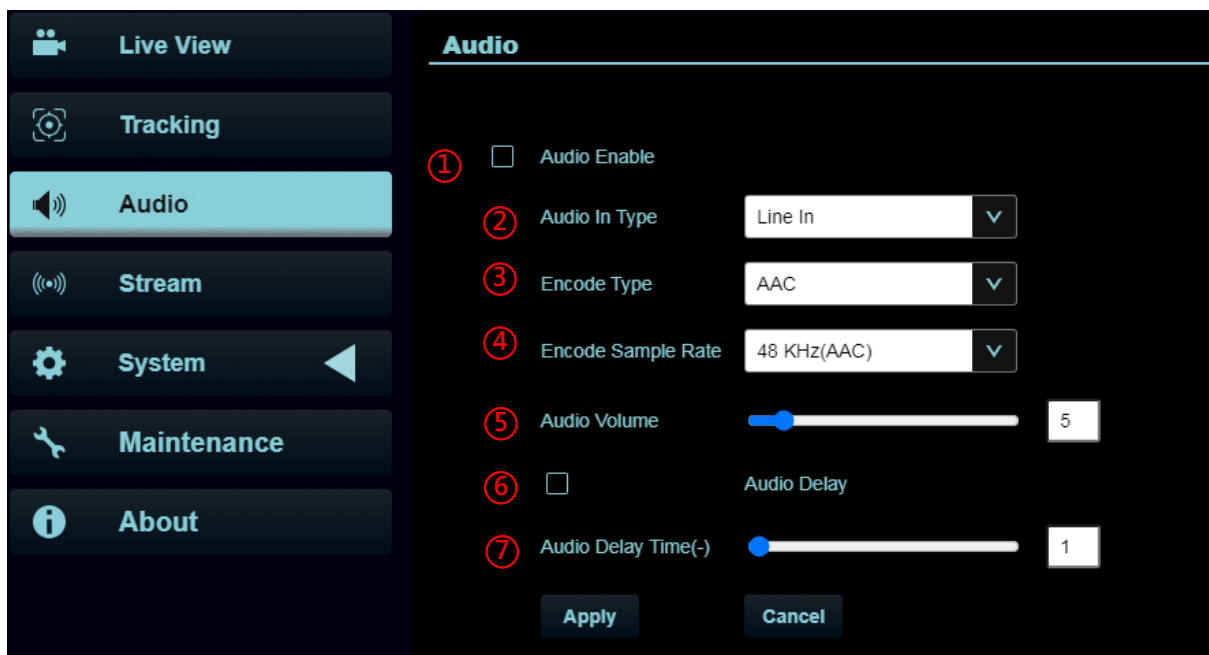 Live View
Tracking
Audio
Stream
System
Maintenance
About
Audio
① Audio Enable
② Audio In Type Line In
③ Encode Type AAC
④ Encode Sample Rate 48 KHz(AAC)
⑤ Audio Volume 5
⑥ Audio Delay
⑦ Audio Delay Time(-) 1
Apply Cancel